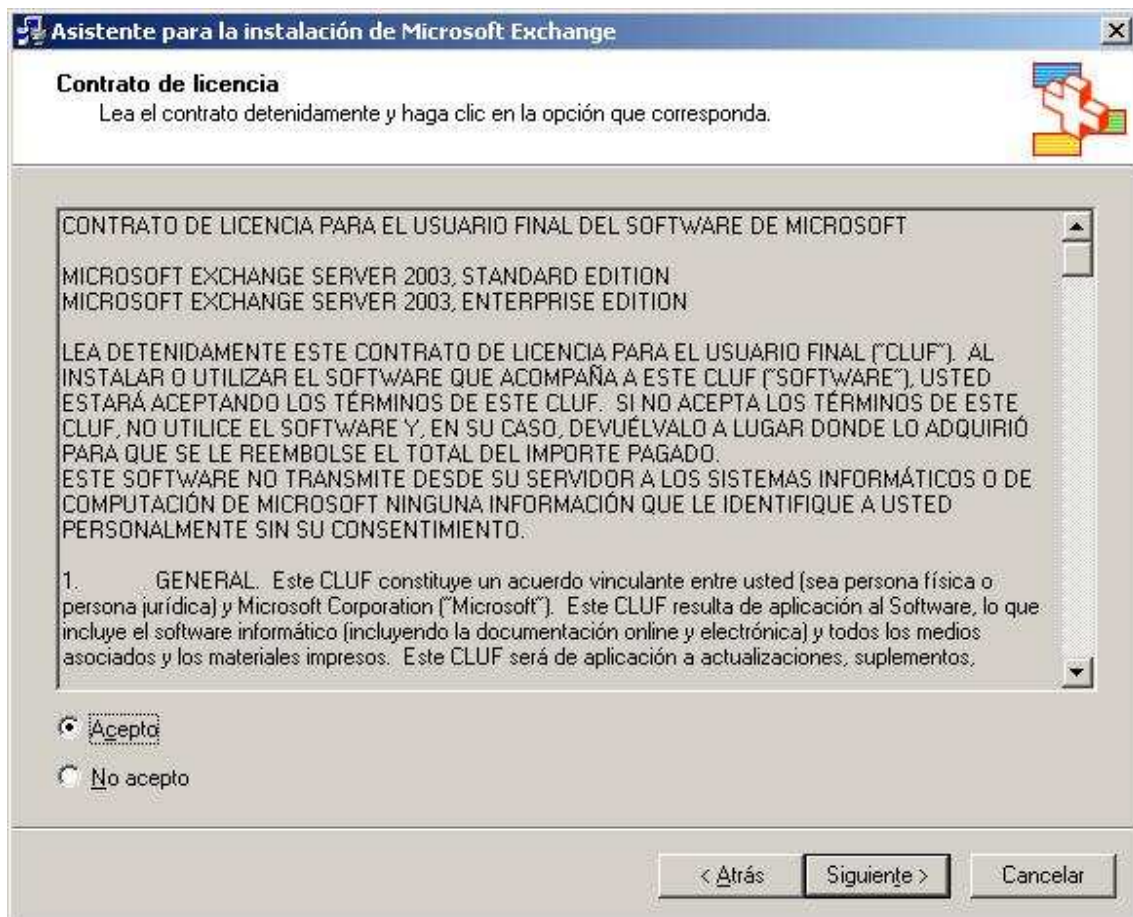 Asistente para la instalación de Microsoft Exchange
Contrato de licencia
Lea el contrato detenidamente y haga clic en la opción que corresponda.
CONTRATO DE LICENCIA PARA EL USUARIO FINAL DEL SOFTWARE DE MICROSOFT
MICROSOFT EXCHANGE SERVER 2003, STANDARD EDITION
MICROSOFT EXCHANGE SERVER 2003, ENTERPRISE EDITION
LEA DETENIDAMENTE ESTE CONTRATO DE LICENCIA PARA EL USUARIO FINAL ("CLUF"). AL
INSTALAR O UTILIZAR EL SOFTWARE QUE ACOMPAÑA A ESTE CLUF ("SOFTWARE"), USTED
ESTARÁ ACEPTANDO LOS TÉRMINOS DE ESTE CLUF. SI NO ACEPTA LOS TÉRMINOS DE ESTE
CLUF, NO UTILICE EL SOFTWARE Y, EN SU CASO, DEVUÉLVALO A LUGAR DONDE LO ADQUIRIÓ
PARA QUE SE LE REEMBOLSE EL TOTAL DEL IMPORTE PAGADO.
ESTE SOFTWARE NO TRANSMITE DESDE SU SERVIDOR A LOS SISTEMAS INFORMÁTICOS O DE
COMPUTACIÓN DE MICROSOFT NINGUNA INFORMACIÓN QUE LE IDENTIFIQUE A USTED
PERSONALMENTE SIN SU CONSENTIMIENTO.
1. GENERAL. Este CLUF constituye un acuerdo vinculante entre usted (sea persona física o
persona jurídica) y Microsoft Corporation ("Microsoft"). Este CLUF resulta de aplicación al Software, lo que
incluye el software informático (incluyendo la documentación online y electrónica) y todos los medios
asociados y los materiales impresos. Este CLUF será de aplicación a actualizaciones, suplementos,
Acepto
No acepto
< Atrás Siguiente > Cancelar